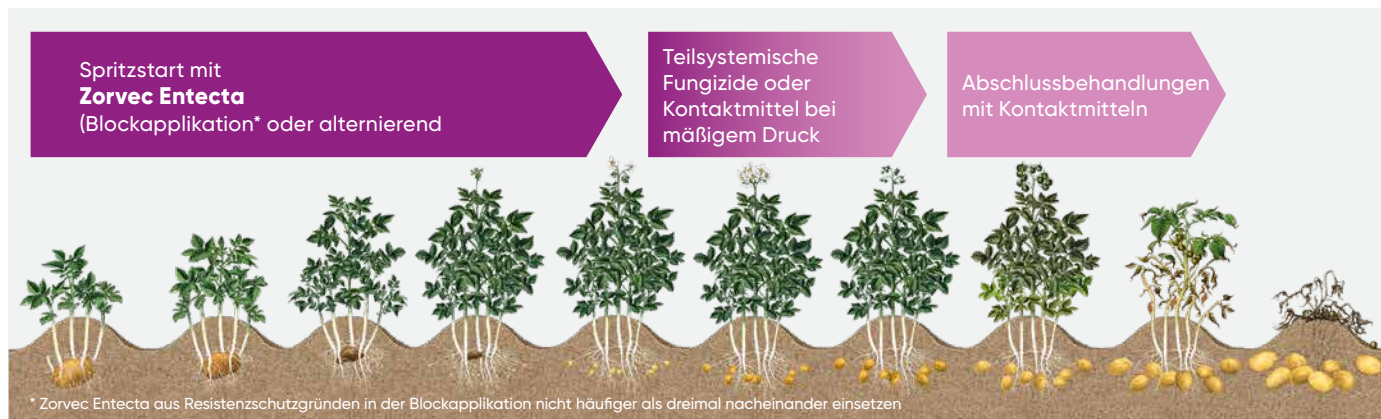 Spritzstart mit
Zorvec Entecta
(Blockapplikation* oder alternierend
Teilsystemische
Fungizide oder
Kontaktmittel bei
mäßigem Druck
Abschlussbehandlungen
mit Kontaktmitteln
* Zorvec Entecta aus Resistenzschutzgründen in der Blockapplikation nicht häufiger als dreimal nacheinander einsetzen